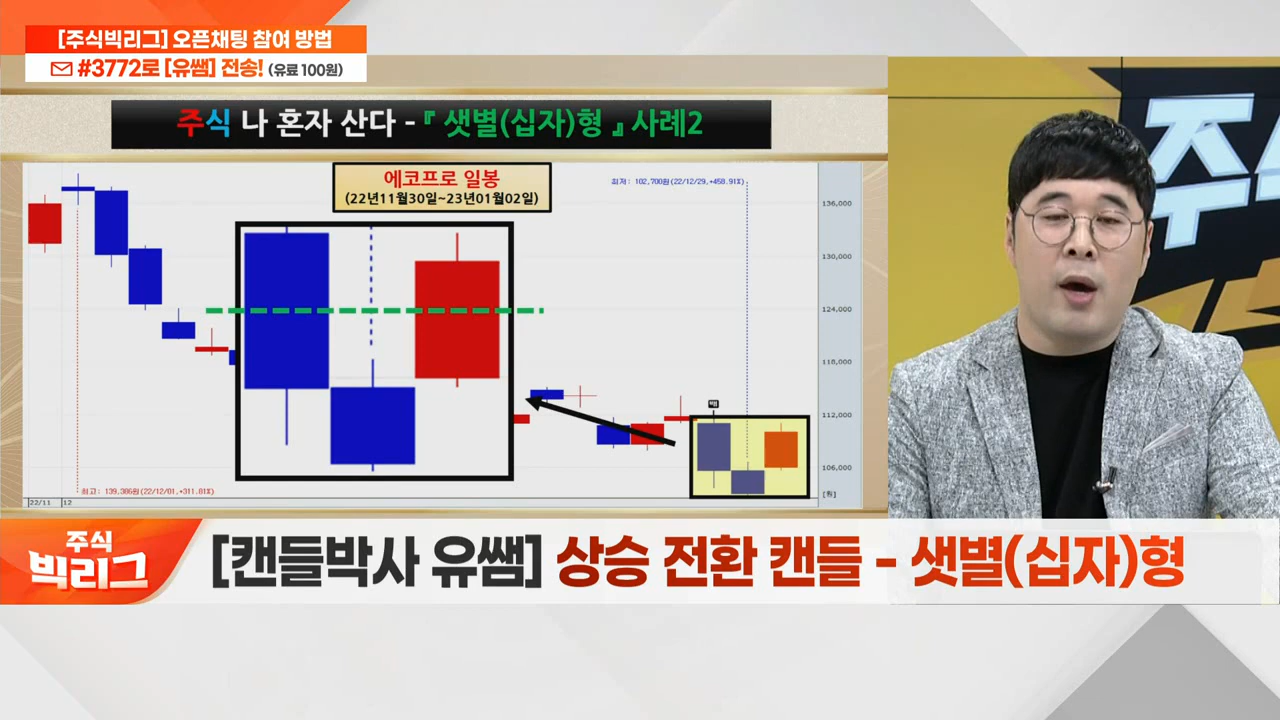 [주식빅리그] 오픈채팅 참여 방법
#3772로 [유쌤] 전송! (유료 100원)
주식 나 혼자 산다 - 『 샛별(십자)형 』 사례2
에코프로 일봉
(22년11월30일~23년01월02일)
최저: 102,700원(22/12/29,+458.91%)
136,000
130,000
124,000
118,000
112,000
106,000
[원]
최고: 139,386원(22/12/01,+311.81%)
22/11 12
주식
빅리그
[캔들박사 유쌤] 상승 전환 캔들 - 샛별(십자)형